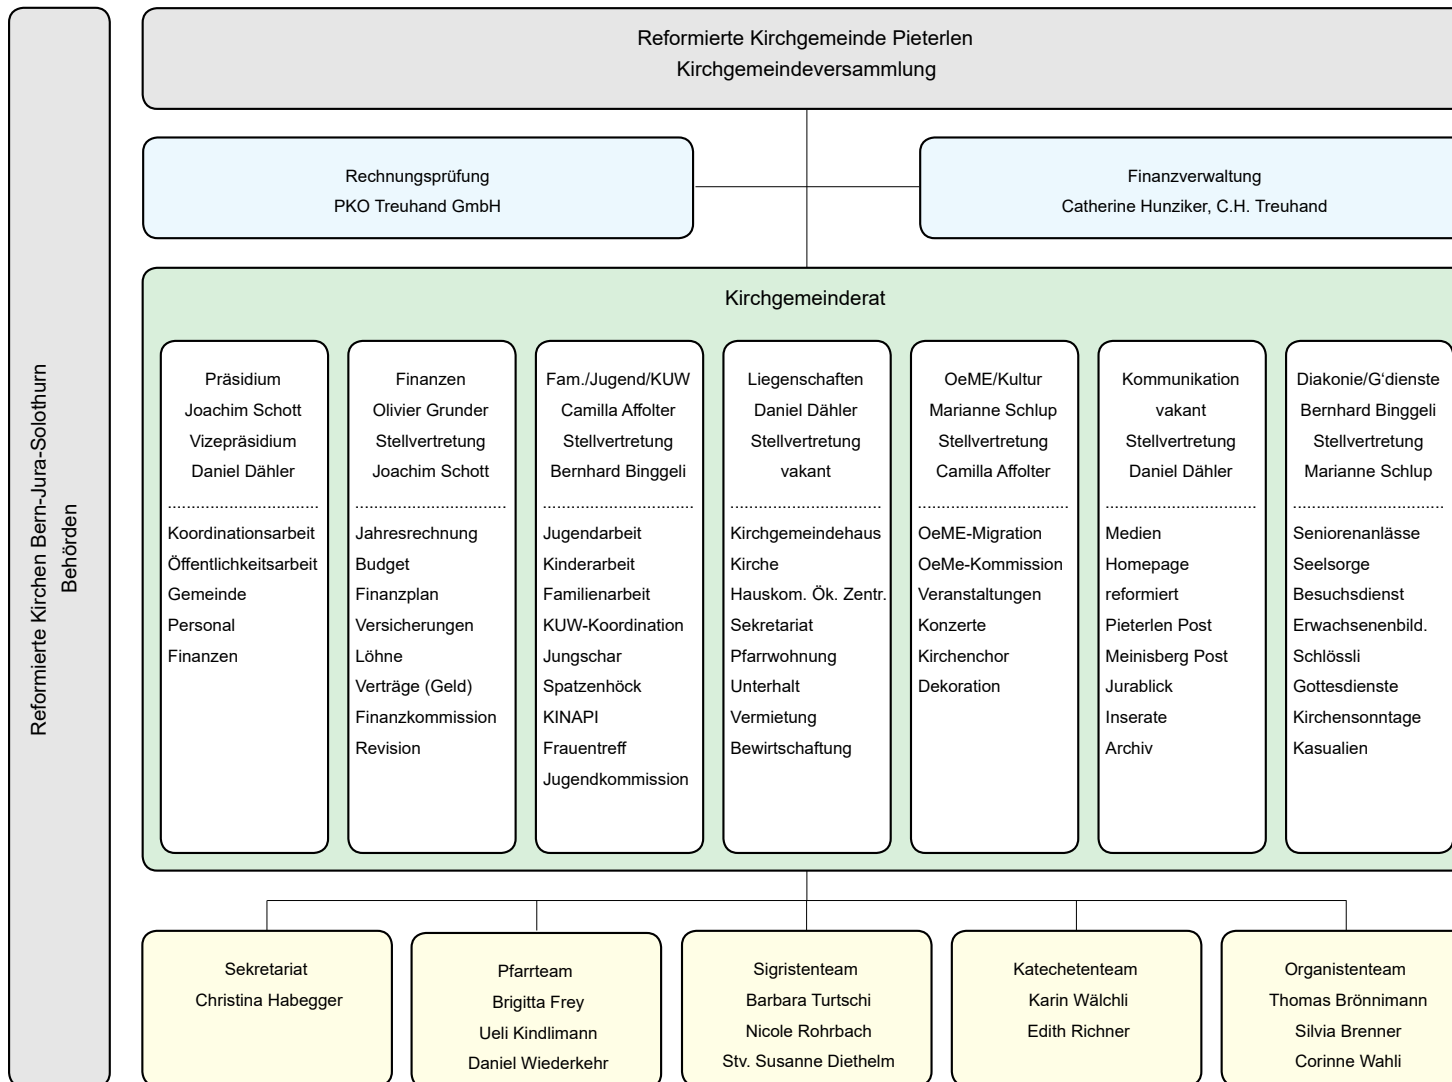 Reformierte Kirchen Bern-Jura-Solothurn
Behörden
Reformierte Kirchgemeinde Pieterlen
Kirchgemeindeversammlung
Rechnungsprüfung
PKO Treuhand GmbH
Finanzverwaltung
Catherine Hunziker, C.H. Treuhand
Kirchgemeinderat
Präsidium
Joachim Schott
Vizepräsidium
Daniel Dähler
Koordinationsarbeit
Öffentlichkeitsarbeit
Gemeinde
Personal
Finanzen
Finanzen
Olivier Grunder
Stellvertretung
Joachim Schott
Jahresrechnung
Budget
Finanzplan
Versicherungen
Löhne
Verträge (Geld)
Finanzkommission
Revision
Fam./Jugend/KUW
Camilla Affolter
Stellvertretung
Bernhard Binggeli
Jugendarbeit
Kinderarbeit
Familienarbeit
KUW-Koordination
Jungschar
Spatzenhöck
KINAPI
Frauentreff
Jugendkommission
Liegenschaften
Daniel Dähler
Stellvertretung
vakant
Kirchgemeindehaus
Kirche
Hauskom. Ök. Zentr.
Sekretariat
Pfarrwohnung
Unterhalt
Vermietung
Bewirtschaftung
OeME/Kultur
Marianne Schlup
Stellvertretung
Camilla Affolter
OeME-Migration
OeMe-Kommission
Veranstaltungen
Konzerte
Kirchenchor
Dekoration
Kommunikation
vakant
Stellvertretung
Daniel Dähler
Medien
Homepage
reformiert
Pieterlen Post
Meinisberg Post
Jurablick
Inserate
Archiv
Diakonie/G‘dienste
Bernhard Binggeli
Stellvertretung
Marianne Schlup
Seniorenanlässe
Seelsorge
Besuchsdienst
Erwachsenenbild.
Schlössli
Gottesdienste
Kirchensonntage
Kasualien
Sekretariat
Christina Habegger
Pfarrteam
Brigitta Frey
Ueli Kindlimann
Daniel Wiederkehr
Sigristenteam
Barbara Turtschi
Nicole Rohrbach
Stv. Susanne Diethelm
Katechetenteam
Karin Wälchli
Edith Richner
Organistenteam
Thomas Brönnimann
Silvia Brenner
Corinne Wahli